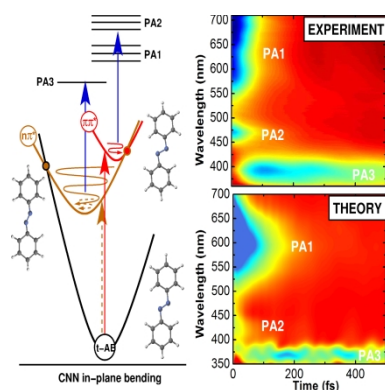 PA2
PA1
PA3
nπ*
ππ*
t-AB
CNN in-plane bending
EXPERIMENT
Wavelength (nm)
700
650
600
550
500
450
400
PA1
PA2
PA3
THEORY
Wavelength (nm)
700
650
600
550
500
450
400
350
PA1
PA2
PA3
0
200
400
Time (fs)